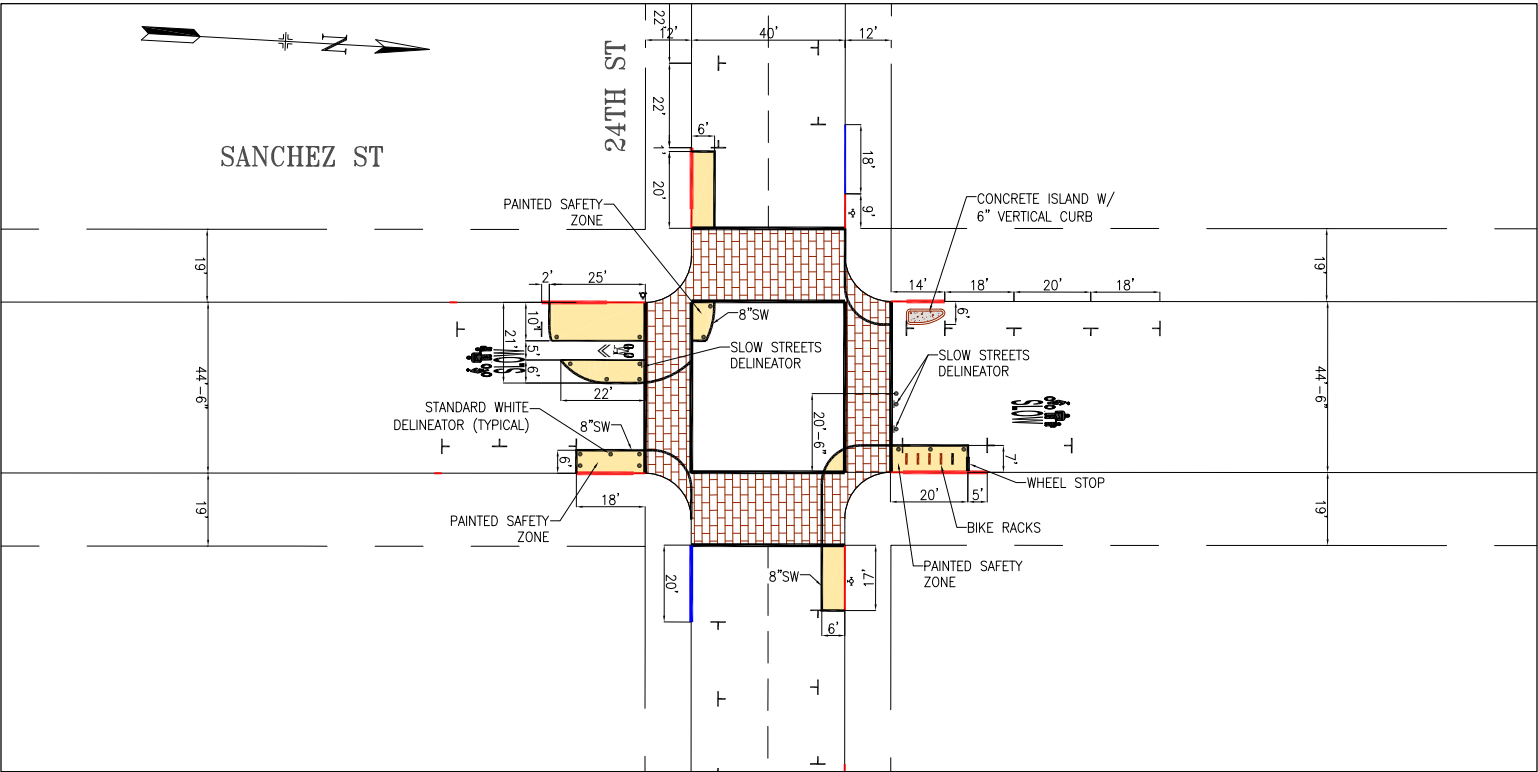 N
SANCHEZ ST
24TH ST
22'
12'
40'
12'
22'
6'
1'
20'
18'
9'
PAINTED SAFETY
ZONE
CONCRETE ISLAND W/
6" VERTICAL CURB
19'
2'
25'
14'
18'
20'
18'
19'
6'
10'
21'
5'
6'
8"SW
SLOW STREETS
DELINEATOR
SLOW
SLOW STREETS
DELINEATOR
SLOW
44'-6"
22'
20'-6"
44'-6"
STANDARD WHITE
DELINEATOR (TYPICAL)
8"SW
6'
7'
WHEEL STOP
18'
20'
5'
19'
PAINTED SAFETY
ZONE
BIKE RACKS
19'
20'
8"SW
17'
PAINTED SAFETY
ZONE
6'